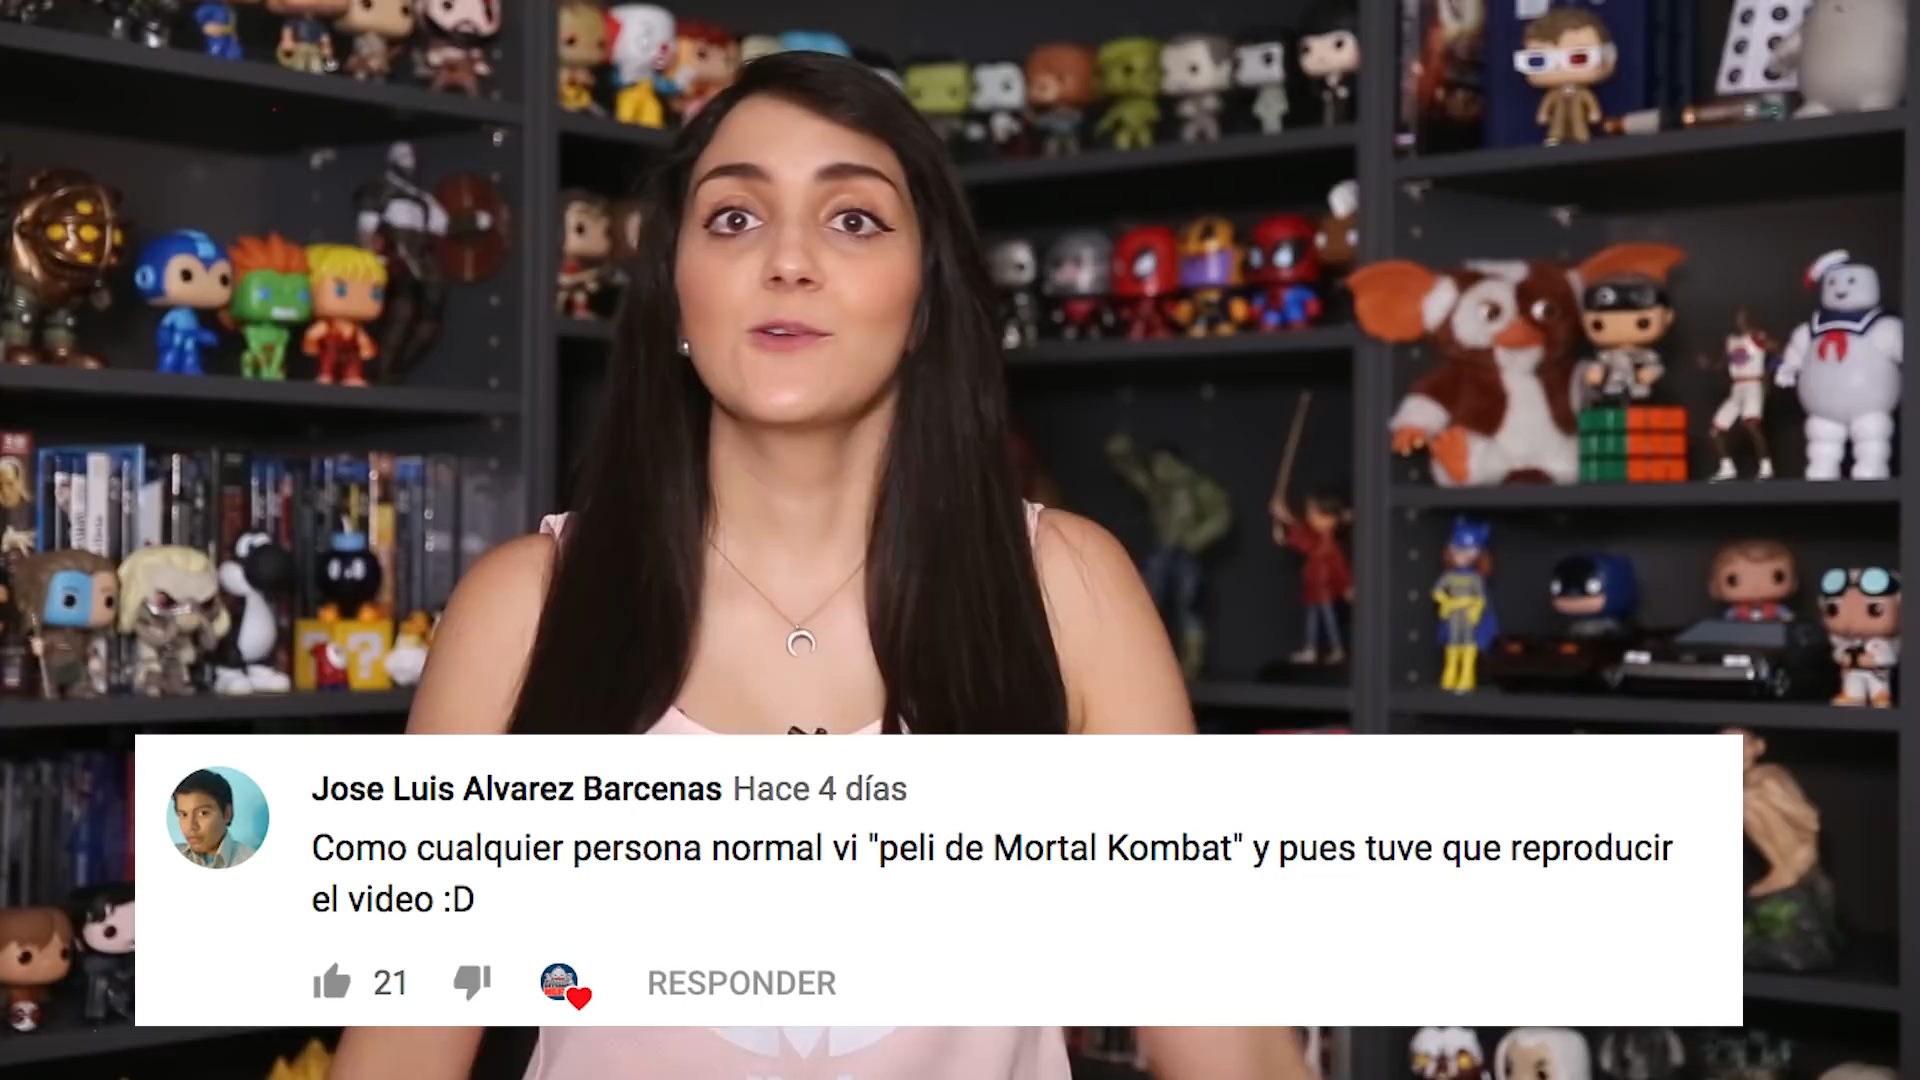 Jose Luis Alvarez Barcenas Hace 4 días
Como cualquier persona normal vi "peli de Mortal Kombat" y pues tuve que reproducir
el video :D
21
RESPONDER